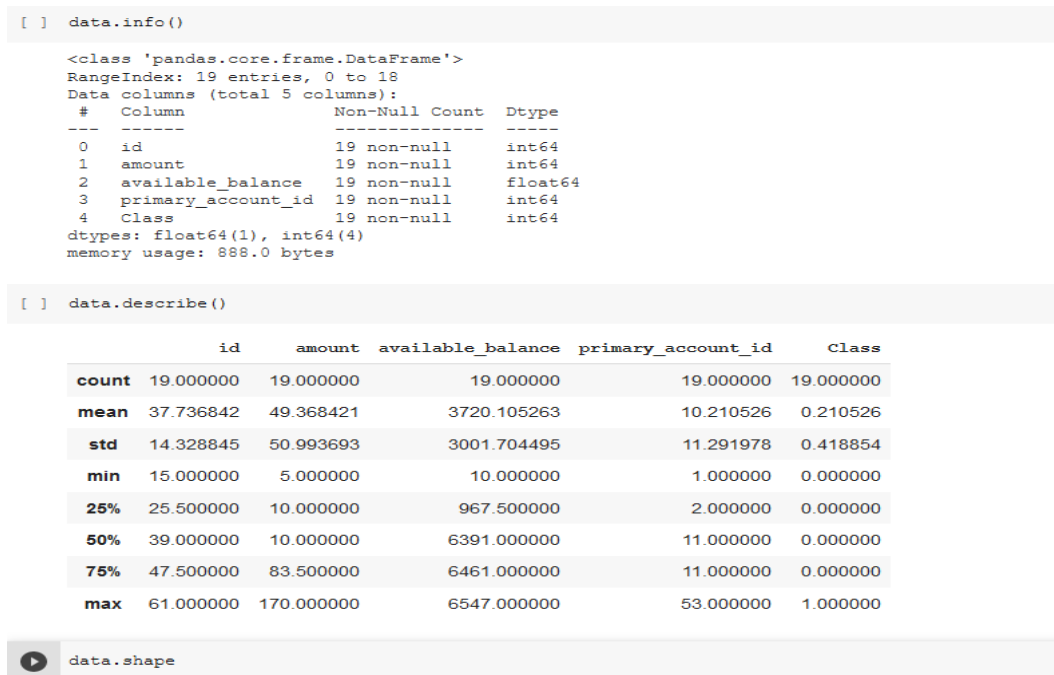 [ ] data.info()
<class 'pandas.core.frame.DataFrame'>
RangeIndex: 19 entries, 0 to 18
Data columns (total 5 columns):
 #   Column              Non-Null Count  Dtype
---  ------              --------------  -----
 0   id                  19 non-null     int64
 1   amount              19 non-null     int64
 2   available_balance   19 non-null     float64
 3   primary_account_id  19 non-null     int64
 4   Class               19 non-null     int64
dtypes: float64(1), int64(4)
memory usage: 888.0 bytes
[ ] data.describe()
id amount available_balance primary_account_id Class
count 19.000000 19.000000 19.000000 19.000000 19.000000
mean 37.736842 49.368421 3720.105263 10.210526 0.210526
std 14.328845 50.993693 3001.704495 11.291978 0.418854
min 15.000000 5.000000 10.000000 1.000000 0.000000
25% 25.500000 10.000000 967.500000 2.000000 0.000000
50% 39.000000 10.000000 6391.000000 11.000000 0.000000
75% 47.500000 83.500000 6461.000000 11.000000 0.000000
max 61.000000 170.000000 6547.000000 53.000000 1.000000
data.shape